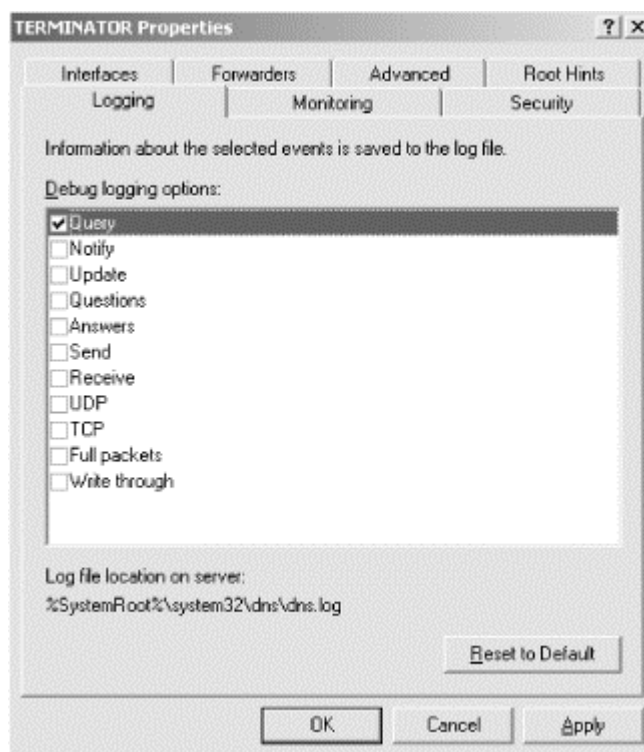 TERMINATOR Properties
Interfaces Forwarders Advanced Root Hints
Logging Monitoring Security
Information about the selected events is saved to the log file.
Debug logging options:
Query
Notify
Update
Questions
Answers
Send
Receive
UDP
TCP
Full packets
Write through
Log file location on server:
%SystemRoot%\system32\dns\dns.log
Reset to Default
OK Cancel Apply